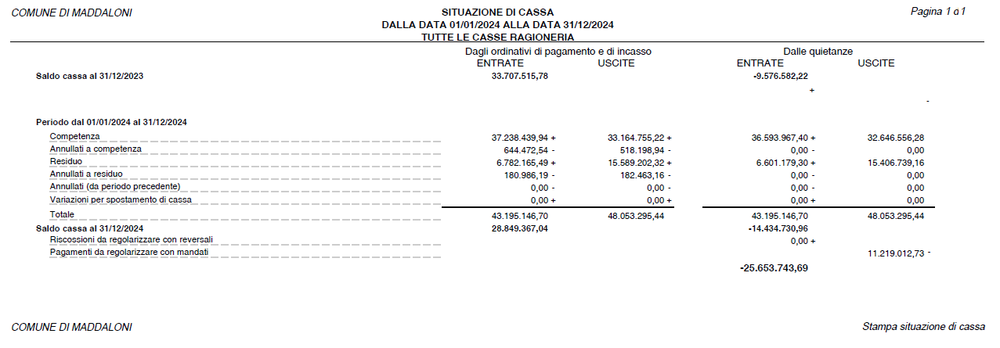 COMUNE DI MADDALONI SITUAZIONE DI CASSA Pagina 1 d 1
DALLA DATA 01/01/2024 ALLA DATA 31/12/2024
TUTTE LE CASSE RAGIONERIA
Dagli ordinativi di pagamento e di incasso Dalle quietanze
ENTRATE USCITE ENTRATE USCITE
Saldo cassa al 31/12/2023 33.707.515,78 -9.576.582,22
+
-
Periodo dal 01/01/2024 al 31/12/2024
Competenza 37.238.439,94 + 33.164.755,22 + 36.593.967,40 + 32.646.556,28
Annullati a competenza 644.472,54 - 518.198,94 - 0,00 - 0,00
Residuo 6.782.165,49 + 15.589.202,32 + 6.601.179,30 + 15.406.739,16
Annullati a residuo 180.986,19 - 182.463,16 - 0,00 - 0,00
Annullati (da periodo precedente) 0,00 - 0,00 - 0,00 - 0,00
Variazioni per spostamento di cassa 0,00 + 0,00 + 0,00 + 0,00
Totale 43.195.146,70 48.053.295,44 43.195.146,70 48.053.295,44
Saldo cassa al 31/12/2024 28.849.367,04 -14.434.730,96
Riscossioni da regolarizzare con reversali 0,00 +
Pagamenti da regolarizzare con mandati 11.219.012,73 -
-25.653.743,69
COMUNE DI MADDALONI Stampa situazione di cassa